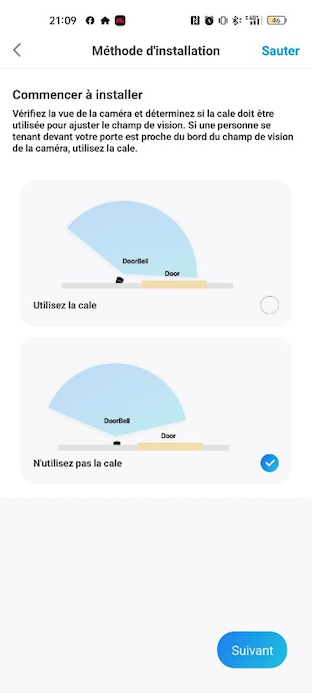 21:09
46
Méthode d'installation
Sauter
Commencer à installer
Vérifiez la vue de la caméra et déterminez si la cale doit être
utilisée pour ajuster le champ de vision. Si une personne se
tenant devant votre porte est proche du bord du champ de vision
de la caméra, utilisez la cale.
DoorBell
Door
Utilisez la cale
DoorBell
Door
N'utilisez pas la cale
Suivant